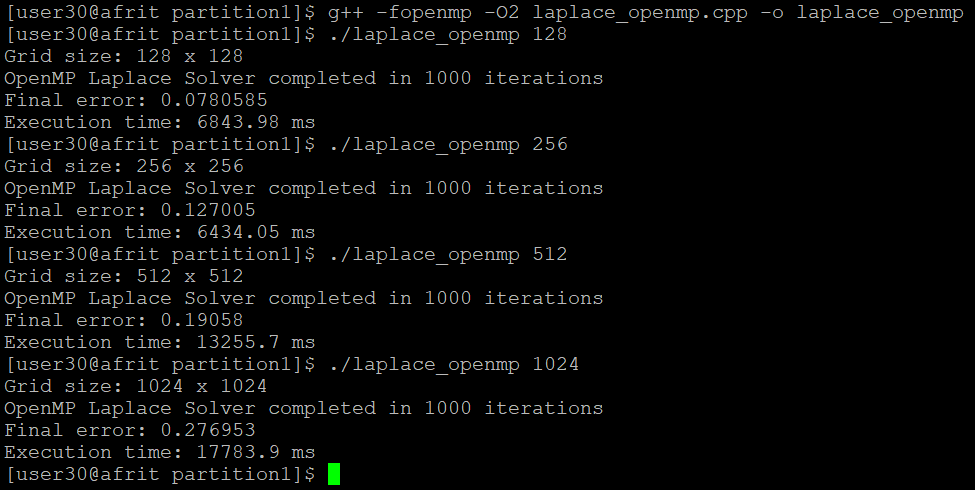 [user30@afrit partition1]$ g++ -fopenmp -O2 laplace_openmp.cpp -o laplace_openmp
[user30@afrit partition1]$ ./laplace_openmp 128
Grid size: 128 x 128
OpenMP Laplace Solver completed in 1000 iterations
Final error: 0.0780585
Execution time: 6843.98 ms
[user30@afrit partition1]$ ./laplace_openmp 256
Grid size: 256 x 256
OpenMP Laplace Solver completed in 1000 iterations
Final error: 0.127005
Execution time: 6434.05 ms
[user30@afrit partition1]$ ./laplace_openmp 512
Grid size: 512 x 512
OpenMP Laplace Solver completed in 1000 iterations
Final error: 0.19058
Execution time: 13255.7 ms
[user30@afrit partition1]$ ./laplace_openmp 1024
Grid size: 1024 x 1024
OpenMP Laplace Solver completed in 1000 iterations
Final error: 0.276953
Execution time: 17783.9 ms
[user30@afrit partition1]$